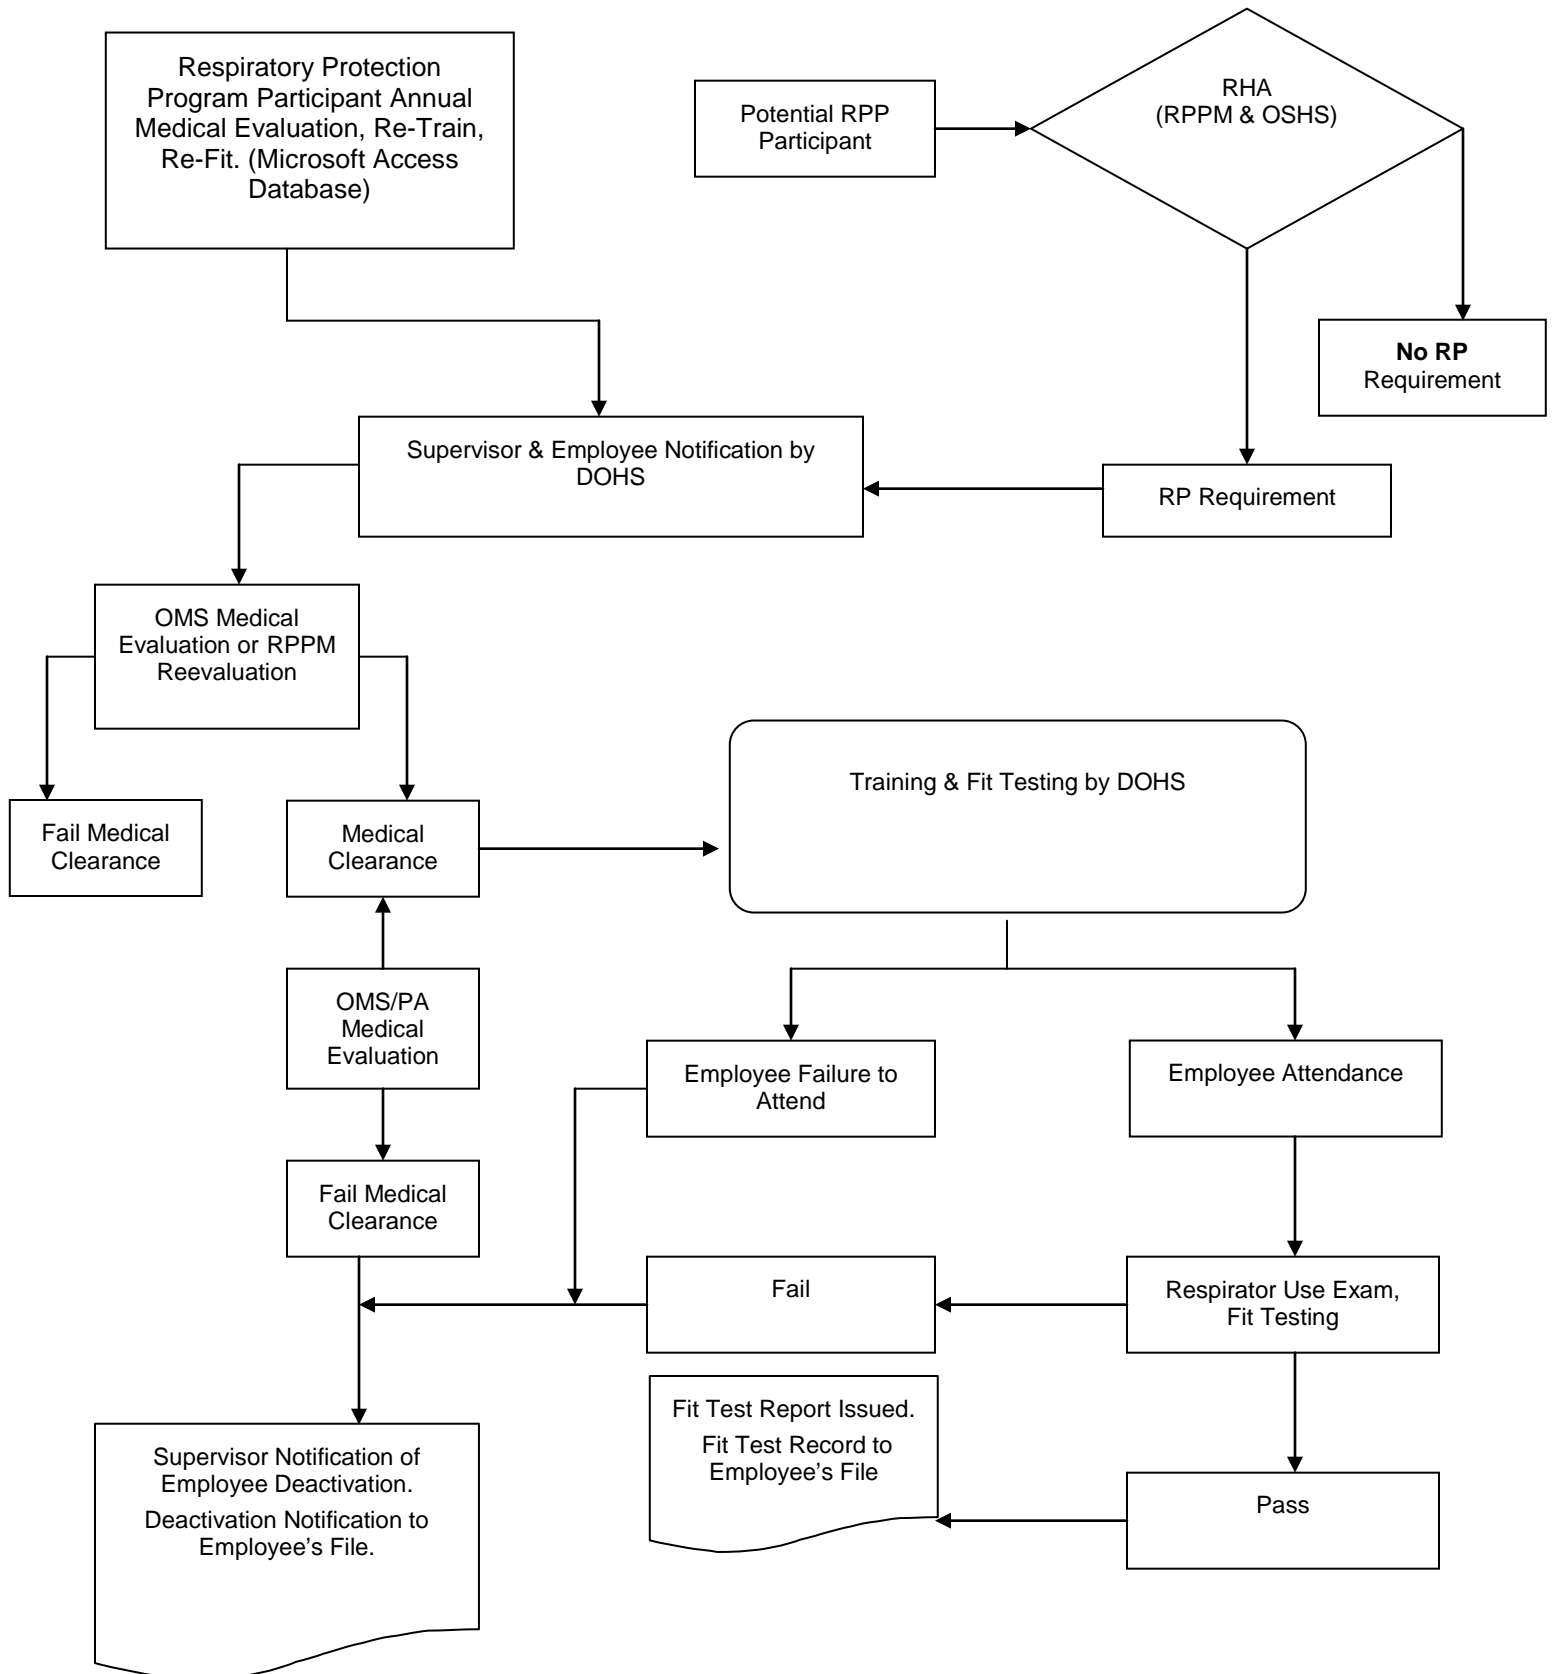 Respiratory Protection
Program Participant Annual
Medical Evaluation, Re-Train,
Re-Fit. (Microsoft Access
Database)
Potential RPP
Participant
RHA
(RPPM & OSHS)
No RP
Requirement
Supervisor & Employee Notification by
DOHS
RP Requirement
OMS Medical
Evaluation or RPPM
Reevaluation
Fail Medical
Clearance
Medical
Clearance
Training & Fit Testing by DOHS
OMS/PA
Medical
Evaluation
Employee Failure to
Attend
Employee Attendance
Fail Medical
Clearance
Fail
Respirator Use Exam,
Fit Testing
Fit Test Report Issued.
Fit Test Record to
Employee’s File
Pass
Supervisor Notification of
Employee Deactivation.
Deactivation Notification to
Employee’s File.